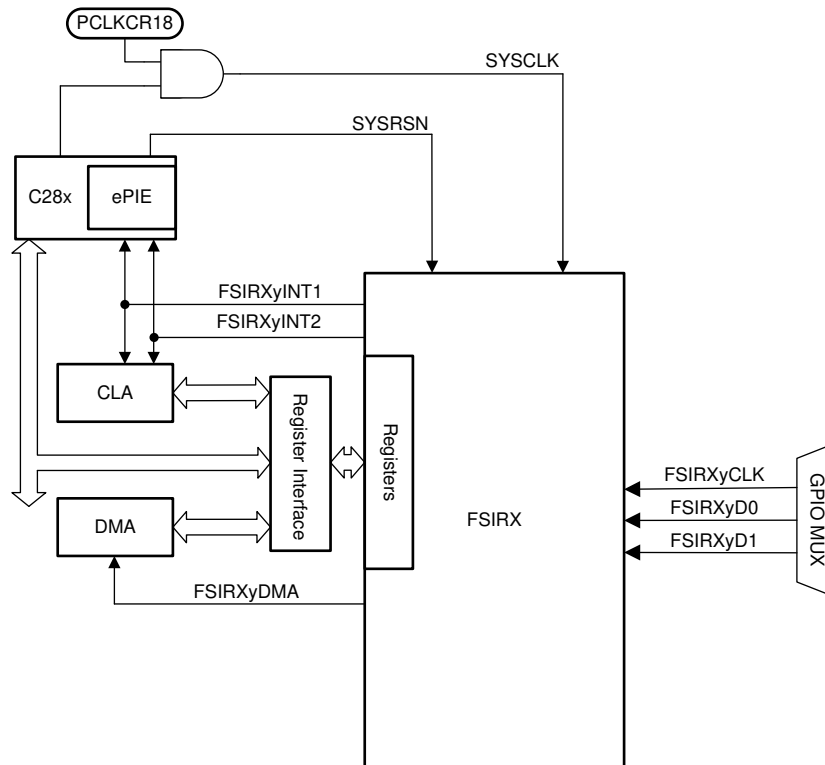 PCLKCR18
SYSCLK
SYSRSN
C28x
ePIE
FSIRXyINT1
FSIRXyINT2
CLA
Register Interface
Registers
FSIRX
FSIRXyCLK
FSIRXyD0
FSIRXyD1
GPIO MUX
DMA
FSIRXyDMA